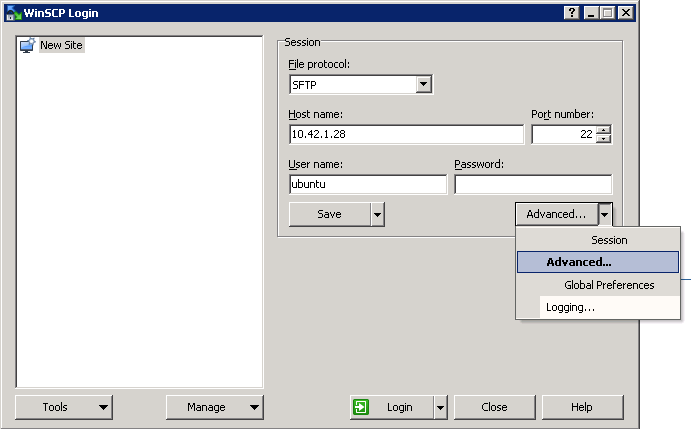 WinSCP Login
New Site
Session
File protocol:
SFTP
Host name:
Port number:
10.42.1.28
22
User name:
Password:
ubuntu
Save
Advanced...
Session
Advanced...
Global Preferences
Logging...
Tools
Manage
Login
Close
Help